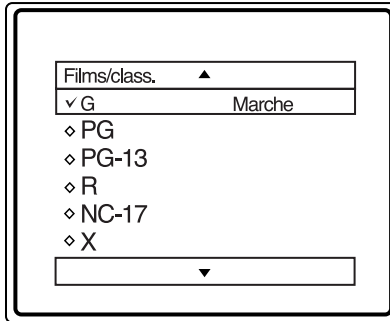 Films/class. ▲
✓ G Marche
◇ PG
◇ PG-13
◇ R
◇ NC-17
◇ X
▼